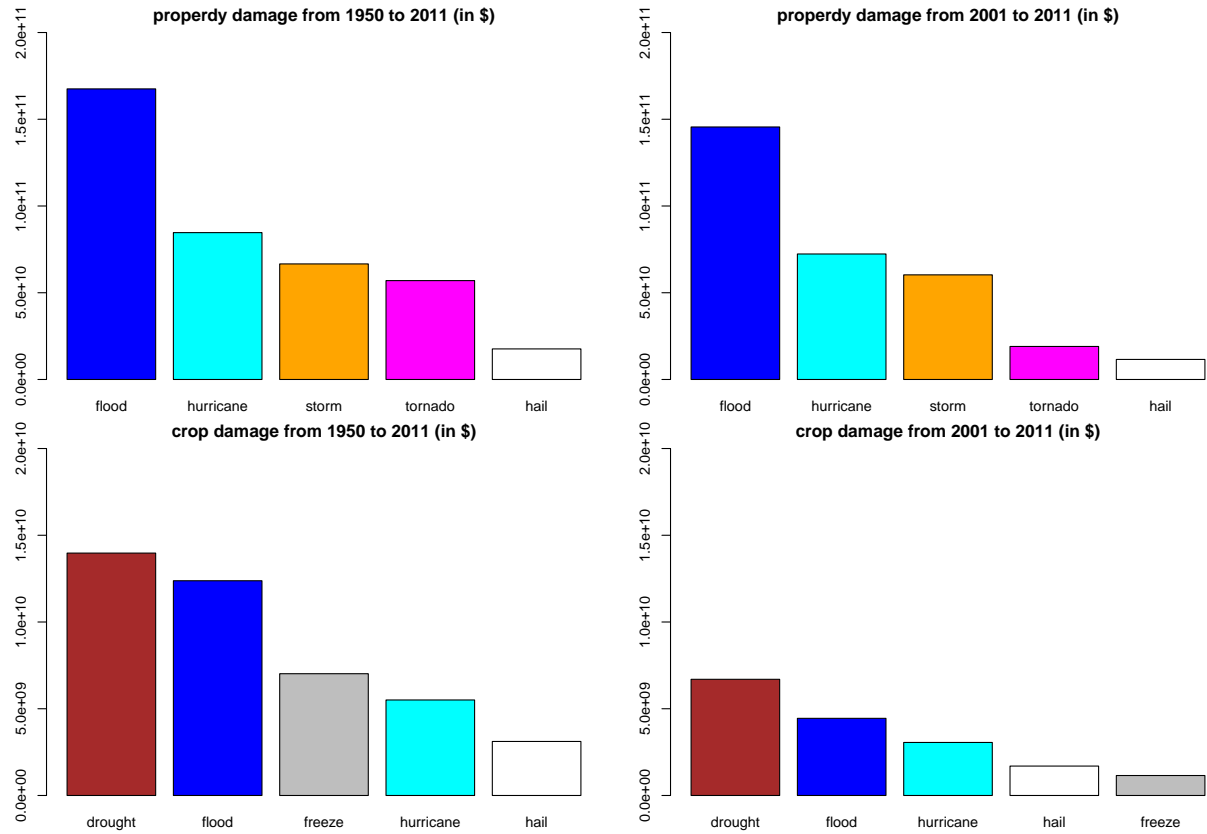 properdy damage from 1950 to 2011 (in $)
2.0e+11
1.5e+11
1.0e+11
5.0e+10
0.0e+00
flood hurricane storm tornado hail
properdy damage from 2001 to 2011 (in $)
2.0e+11
1.5e+11
1.0e+11
5.0e+10
0.0e+00
flood hurricane storm tornado hail
crop damage from 1950 to 2011 (in $)
2.0e+10
1.5e+10
1.0e+10
5.0e+09
0.0e+00
drought flood freeze hurricane hail
crop damage from 2001 to 2011 (in $)
2.0e+10
1.5e+10
1.0e+10
5.0e+09
0.0e+00
drought flood hurricane hail freeze